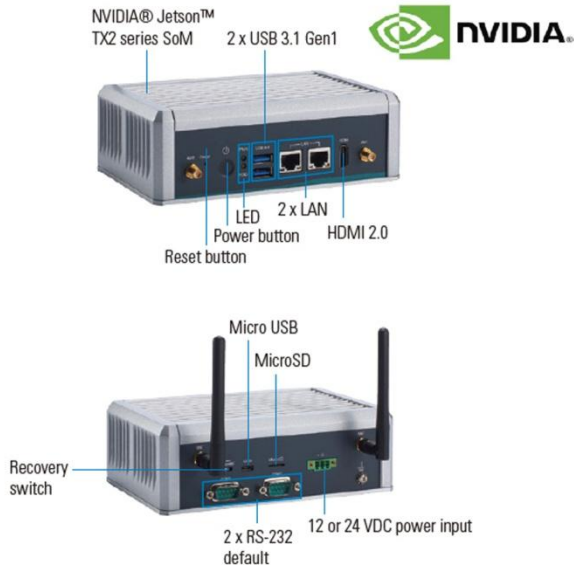 NVIDIA® Jetson™
TX2 series SoM
2 x USB 3.1 Gen1
NVIDIA®
LED
2 x LAN
Power button
HDMI 2.0
Reset button
Micro USB
MicroSD
Recovery
switch
2 x RS-232
default
12 or 24 VDC power input